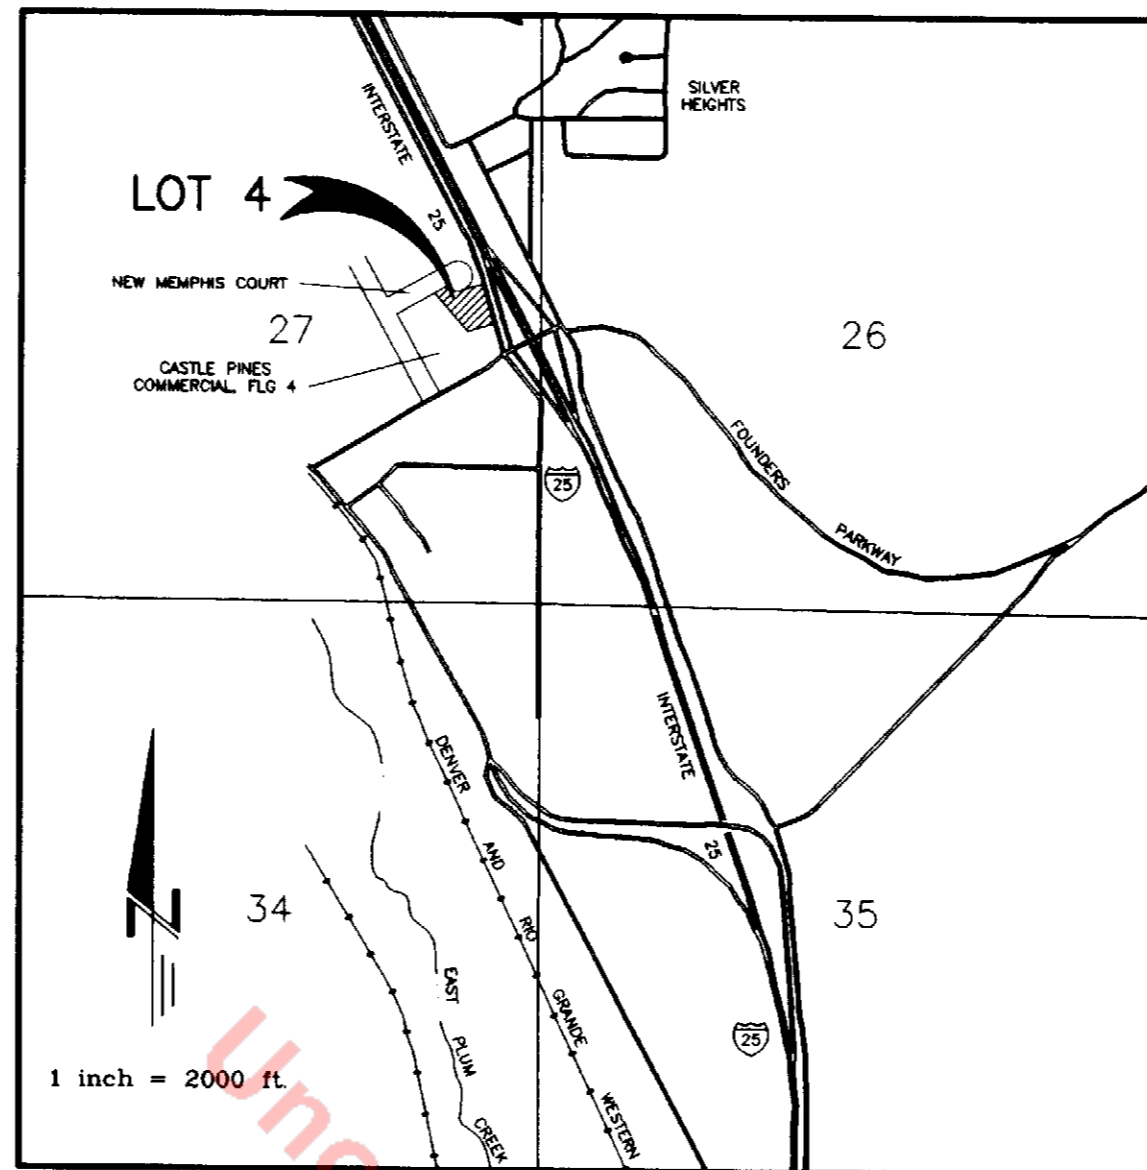 SILVER
HEIGHTS
INTERSTATE
25
LOT 4
NEW MEMPHIS COURT
27
26
CASTLE PINES
COMMERCIAL, FLG 4
FOUNDERS
PARKWAY
25
INTERSTATE
25
DENVER
AND
RIO
GRANDE
WESTERN
34
35
EAST
PLUM
CREEK
25
N
1 inch = 2000 ft.